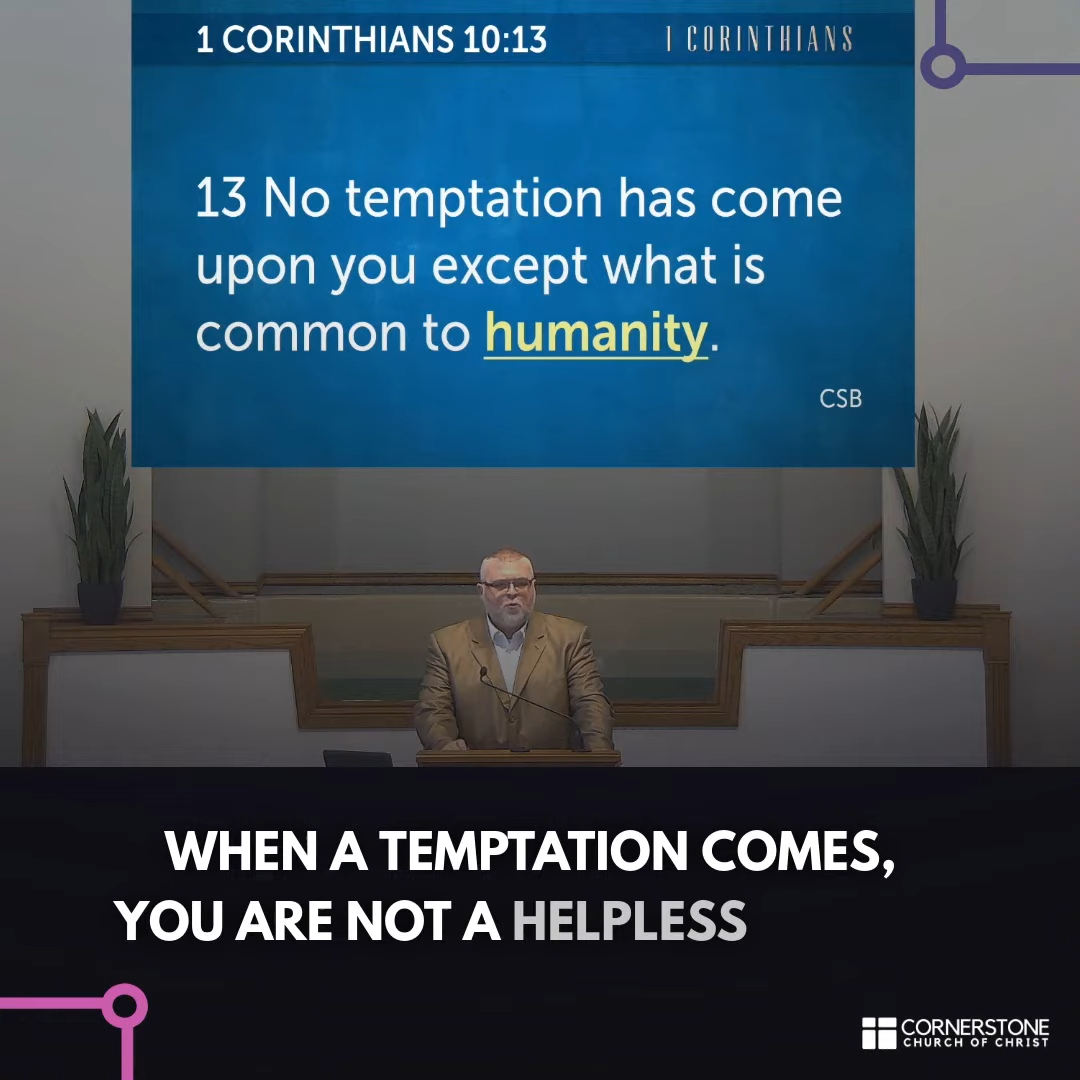 1 CORINTHIANS 10:13 1 CORINTHIANS
13 No temptation has come
upon you except what is
common to humanity.
CSB
WHEN A TEMPTATION COMES,
YOU ARE NOT A HELPLESS
CORNERSTONE
CHURCH OF CHRIST